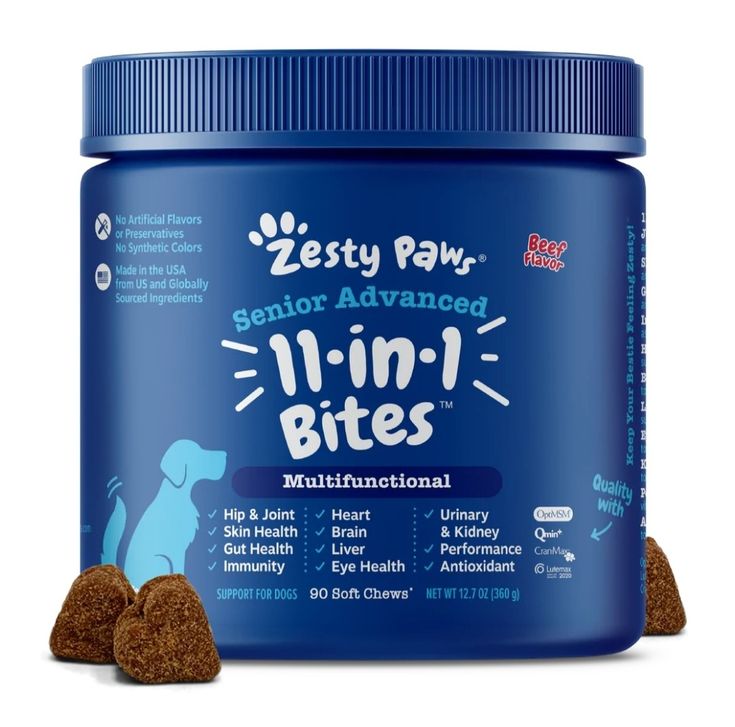 No Artificial Flavors
or Preservatives
No Synthetic Colors
Made in the USA
from US and Globally
Sourced Ingredients
Zesty Paws®
Beef
Flavor
Senior Advanced
11-in-1
Bites™
Multifunctional
✓ Hip & Joint
✓ Skin Health
✓ Gut Health
✓ Immunity
✓ Heart
✓ Brain
✓ Liver
✓ Eye Health
✓ Urinary
& Kidney
✓ Performance
✓ Antioxidant
SUPPORT FOR DOGS
90 Soft Chews*
NET WT 12.7 OZ (360 g)
Keep Your Bestie Feeling Zesty!
Quality
with
OptiMSM
Qmin+
CranMax
Lutemax
2020